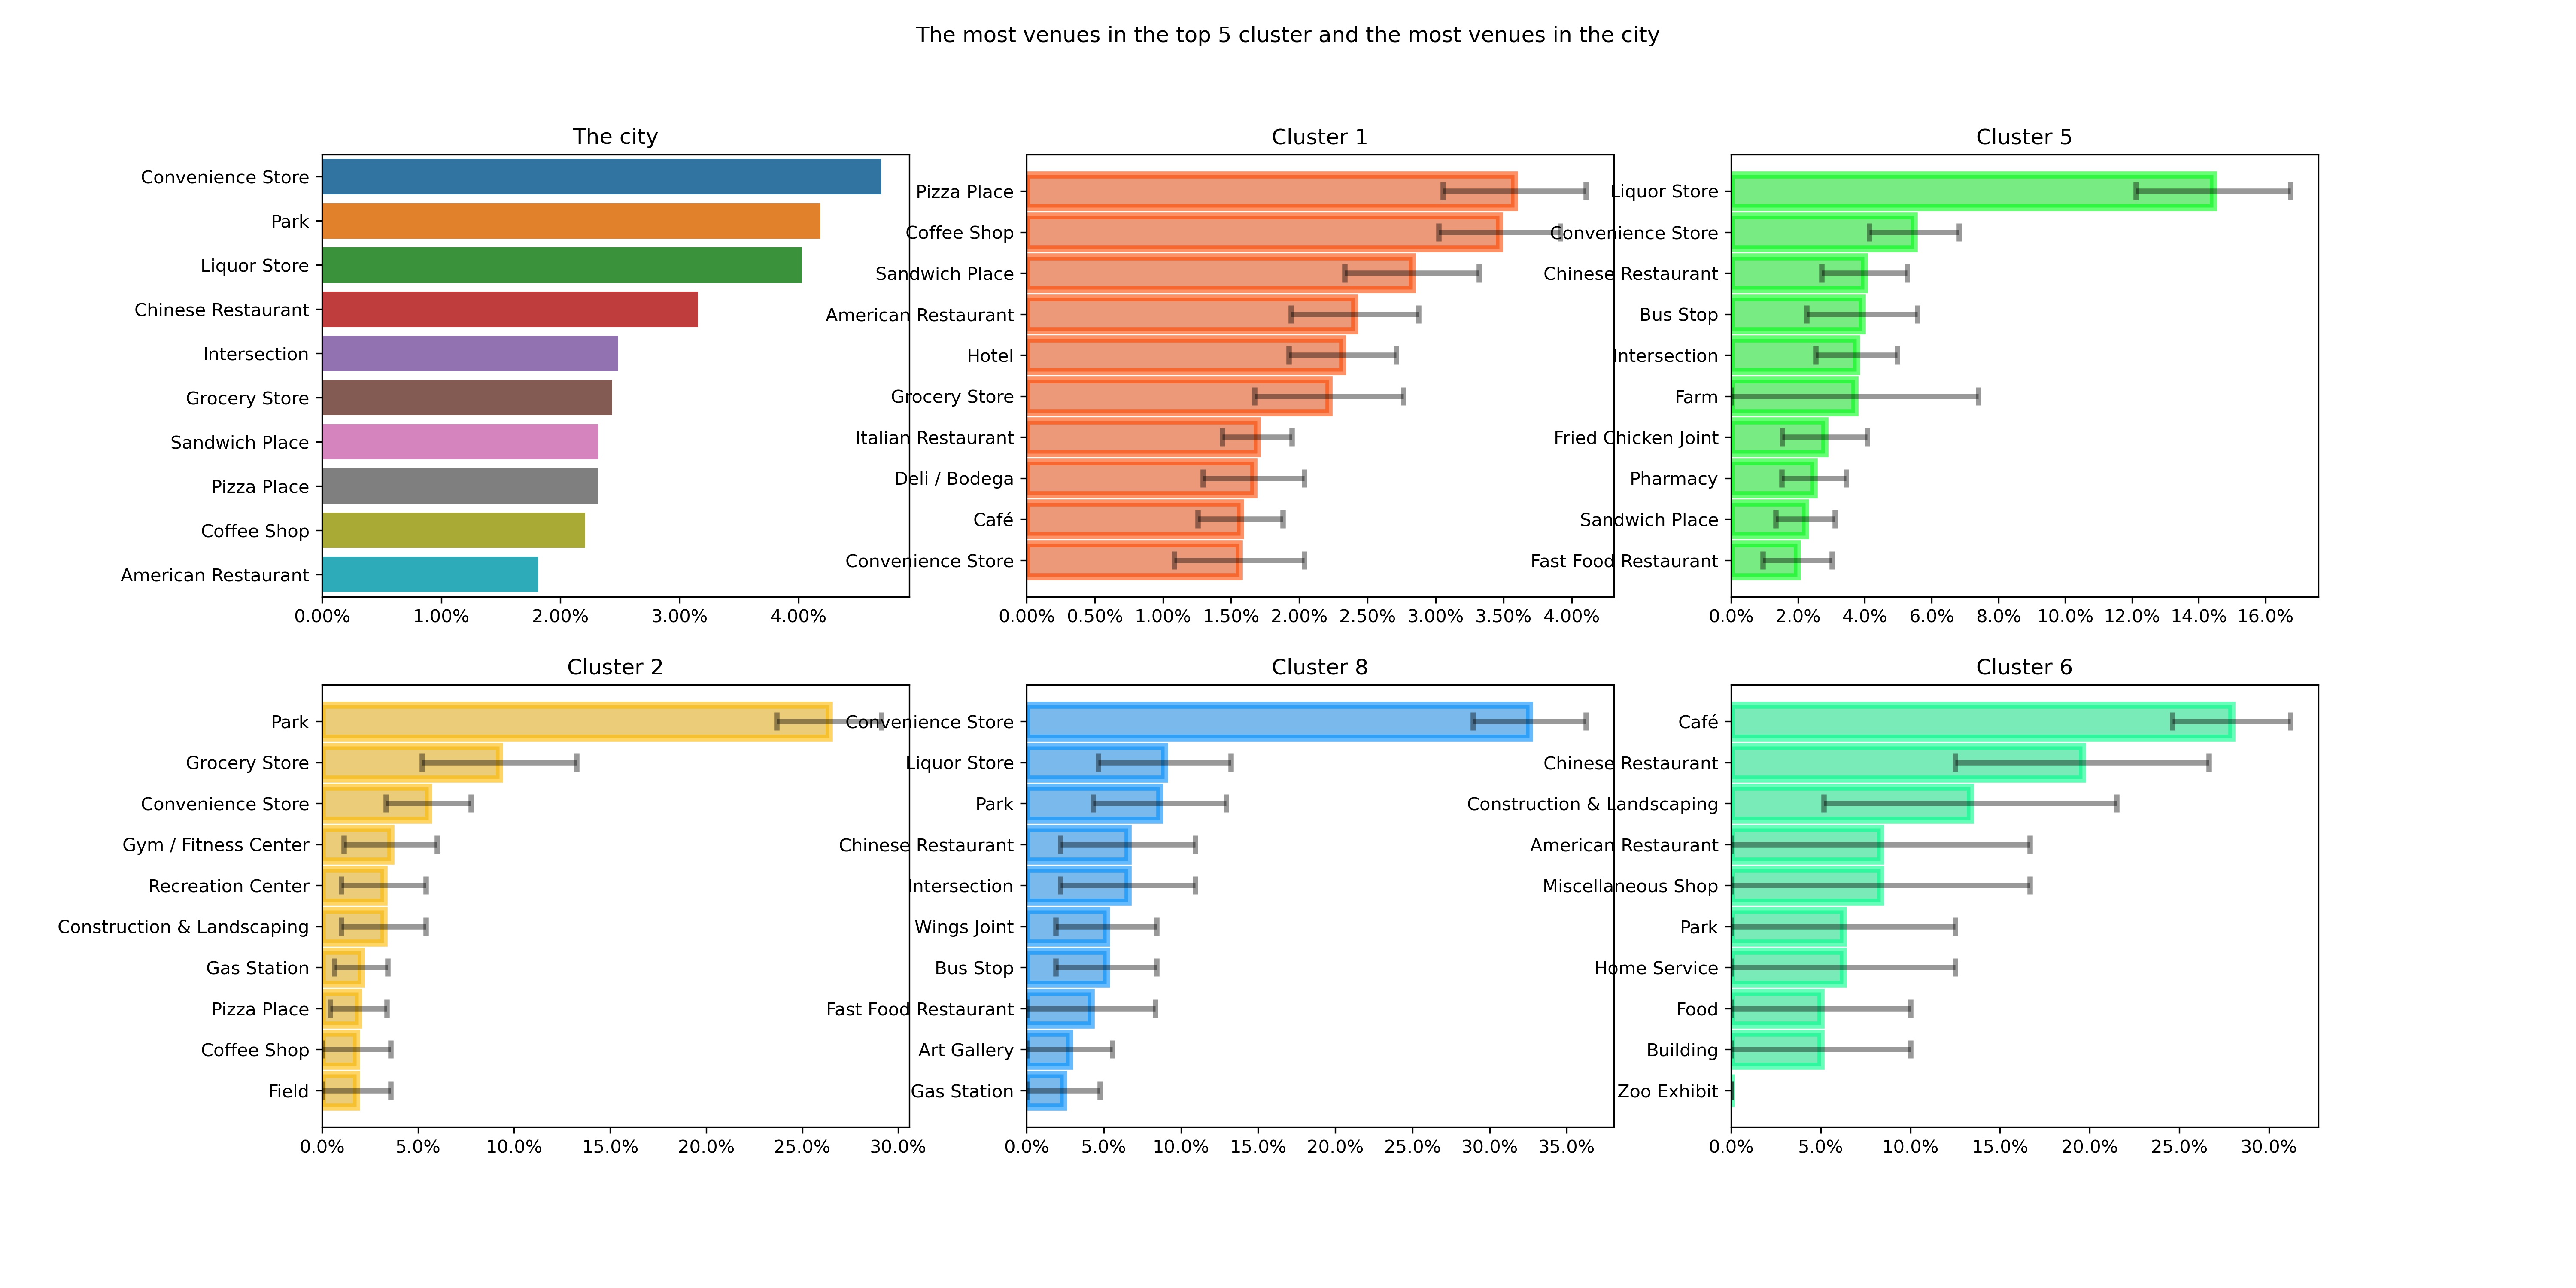 The most venues in the top 5 cluster and the most venues in the city
The city
Convenience Store
Park
Liquor Store
Chinese Restaurant
Intersection
Grocery Store
Sandwich Place
Pizza Place
Coffee Shop
American Restaurant
0.00% 1.00% 2.00% 3.00% 4.00%
Cluster 1
Pizza Place
Coffee Shop
Sandwich Place
American Restaurant
Hotel
Grocery Store
Italian Restaurant
Deli / Bodega
Café
Convenience Store
0.00% 0.50% 1.00% 1.50% 2.00% 2.50% 3.00% 3.50% 4.00%
Cluster 5
Liquor Store
Convenience Store
Chinese Restaurant
Bus Stop
Intersection
Farm
Fried Chicken Joint
Pharmacy
Sandwich Place
Fast Food Restaurant
0.0% 2.0% 4.0% 6.0% 8.0% 10.0% 12.0% 14.0% 16.0%
Cluster 2
Park
Grocery Store
Convenience Store
Gym / Fitness Center
Recreation Center
Construction & Landscaping
Gas Station
Pizza Place
Coffee Shop
Field
0.0% 5.0% 10.0% 15.0% 20.0% 25.0% 30.0%
Cluster 8
Convenience Store
Liquor Store
Park
Chinese Restaurant
Intersection
Wings Joint
Bus Stop
Fast Food Restaurant
Art Gallery
Gas Station
0.0% 5.0% 10.0% 15.0% 20.0% 25.0% 30.0% 35.0%
Cluster 6
Café
Chinese Restaurant
Construction & Landscaping
American Restaurant
Miscellaneous Shop
Park
Home Service
Food
Building
Zoo Exhibit
0.0% 5.0% 10.0% 15.0% 20.0% 25.0% 30.0%